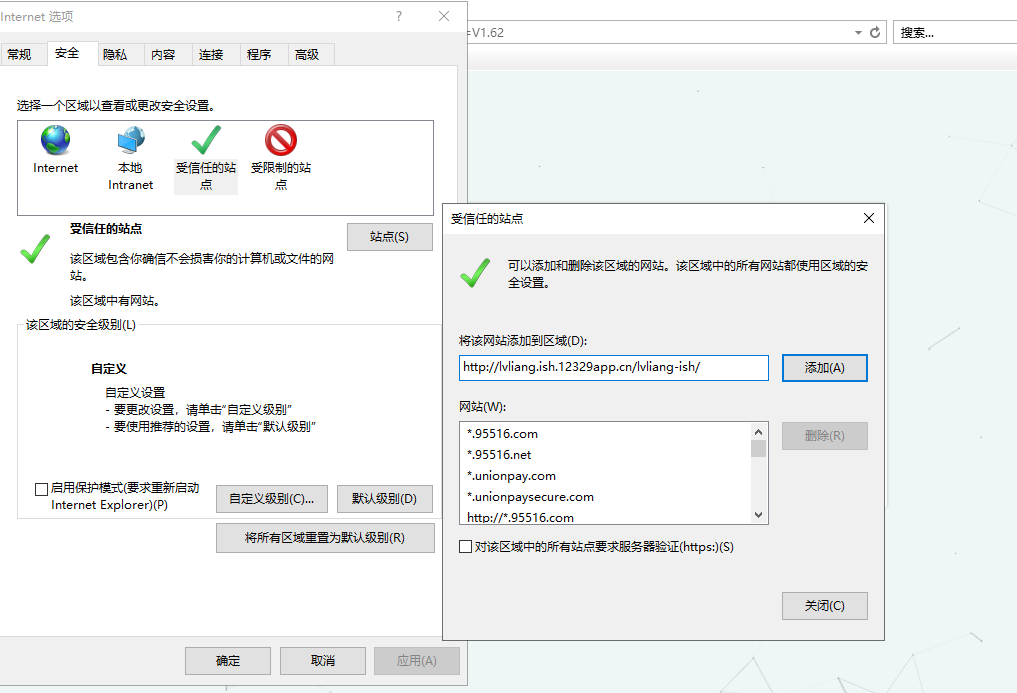 Internet 选项
?
=V1.62
搜索...
常规 安全 隐私 内容 连接 程序 高级
选择一个区域以查看或更改安全设置。
Internet
本地
Intranet
受信任的站
点
受限制的站
点
受信任的站点
站点(S)
该区域包含你确信不会损害你的计算机或文件的网
站。
该区域中有网站。
该区域的安全级别(L)
自定义
自定义设置
- 要更改设置，请单击“自定义级别”
- 要使用推荐的设置，请单击“默认级别”
启用保护模式(要求重新启动
Internet Explorer)(P)
自定义级别(C)...
默认级别(D)
将所有区域重置为默认级别(R)
确定
取消
应用(A)
受信任的站点
可以添加和删除该区域的网站。该区域中的所有网站都使用区域的安
全设置。
将该网站添加到区域(D):
http://lvliang.ish.12329app.cn/lvliang-ish/
添加(A)
网站(W):
*.95516.com
*.95516.net
*.unionpay.com
*.unionpaysecure.com
http://*.95516.com
删除(R)
对该区域中的所有站点要求服务器验证(https:)(S)
关闭(C)